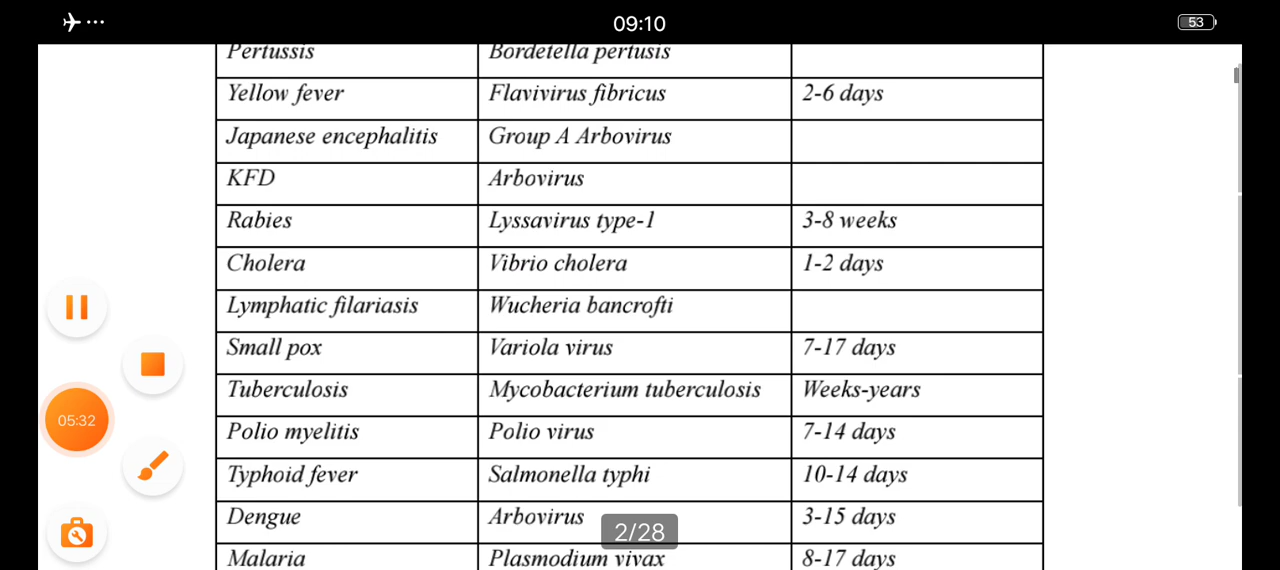 09:10
53
Pertussis Bordetella pertusis
Yellow fever Flavivirus fibricus 2-6 days
Japanese encephalitis Group A Arbovirus
KFD Arbovirus
Rabies Lyssavirus type-1 3-8 weeks
Cholera Vibrio cholera 1-2 days
Lymphatic filariasis Wucheria bancrofti
Small pox Variola virus 7-17 days
Tuberculosis Mycobacterium tuberculosis Weeks-years
Polio myelitis Polio virus 7-14 days
Typhoid fever Salmonella typhi 10-14 days
Dengue Arbovirus 3-15 days
Malaria Plasmodium vivax 8-17 days
05:32
2/28